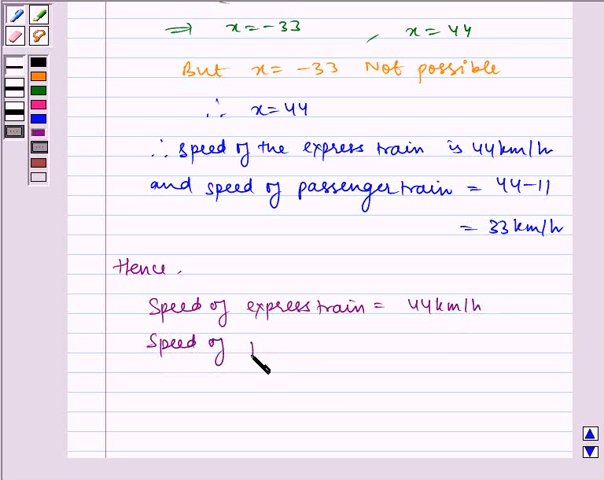 ⇒ x = -33 , x = 44
But x = -33 Not possible
∴ x = 44
∴ speed of the express train is 44 km/h
and speed of passenger train = 44-11
= 33 km/h
Hence,
Speed of express train = 44 km/h
Speed of